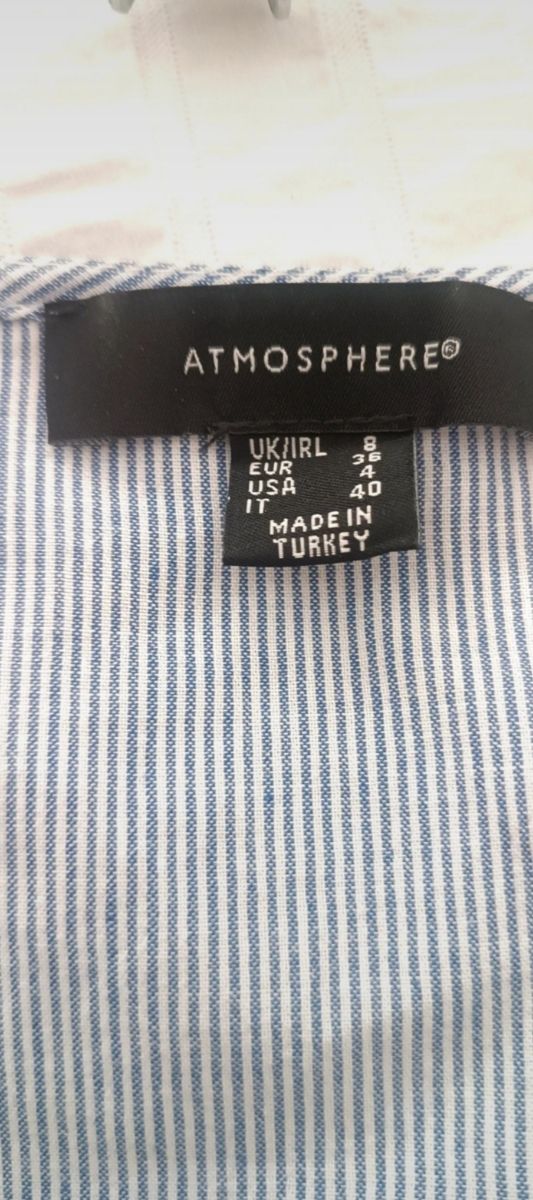 ATMOSPHERE®
UK/IRL 8
EUR 36
USA 4
IT 40
MADE IN
TURKEY